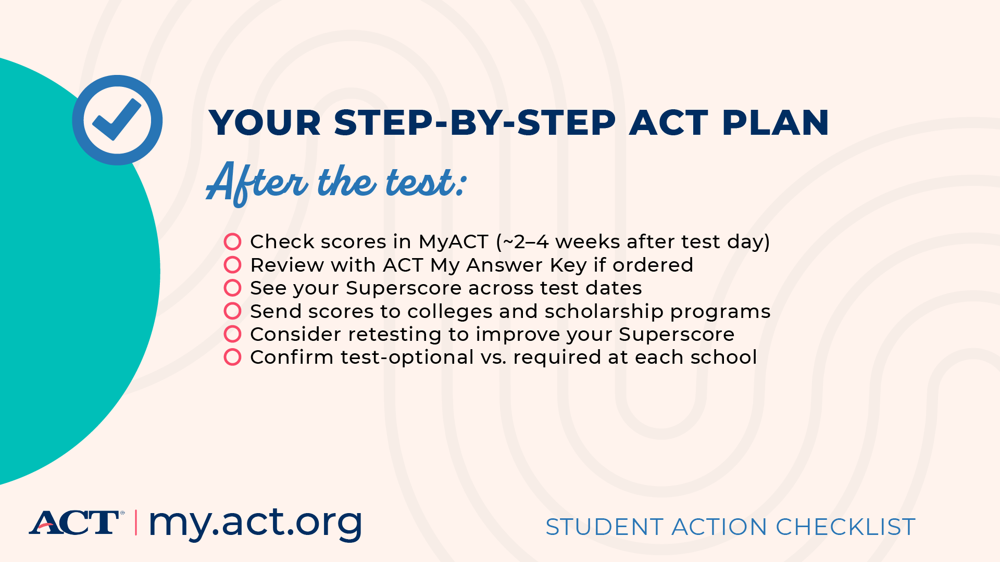 YOUR STEP-BY-STEP ACT PLAN
After the test:
Check scores in MyACT (~2–4 weeks after test day)
Review with ACT My Answer Key if ordered
See your Superscore across test dates
Send scores to colleges and scholarship programs
Consider retesting to improve your Superscore
Confirm test-optional vs. required at each school
ACT® | my.act.org
STUDENT ACTION CHECKLIST